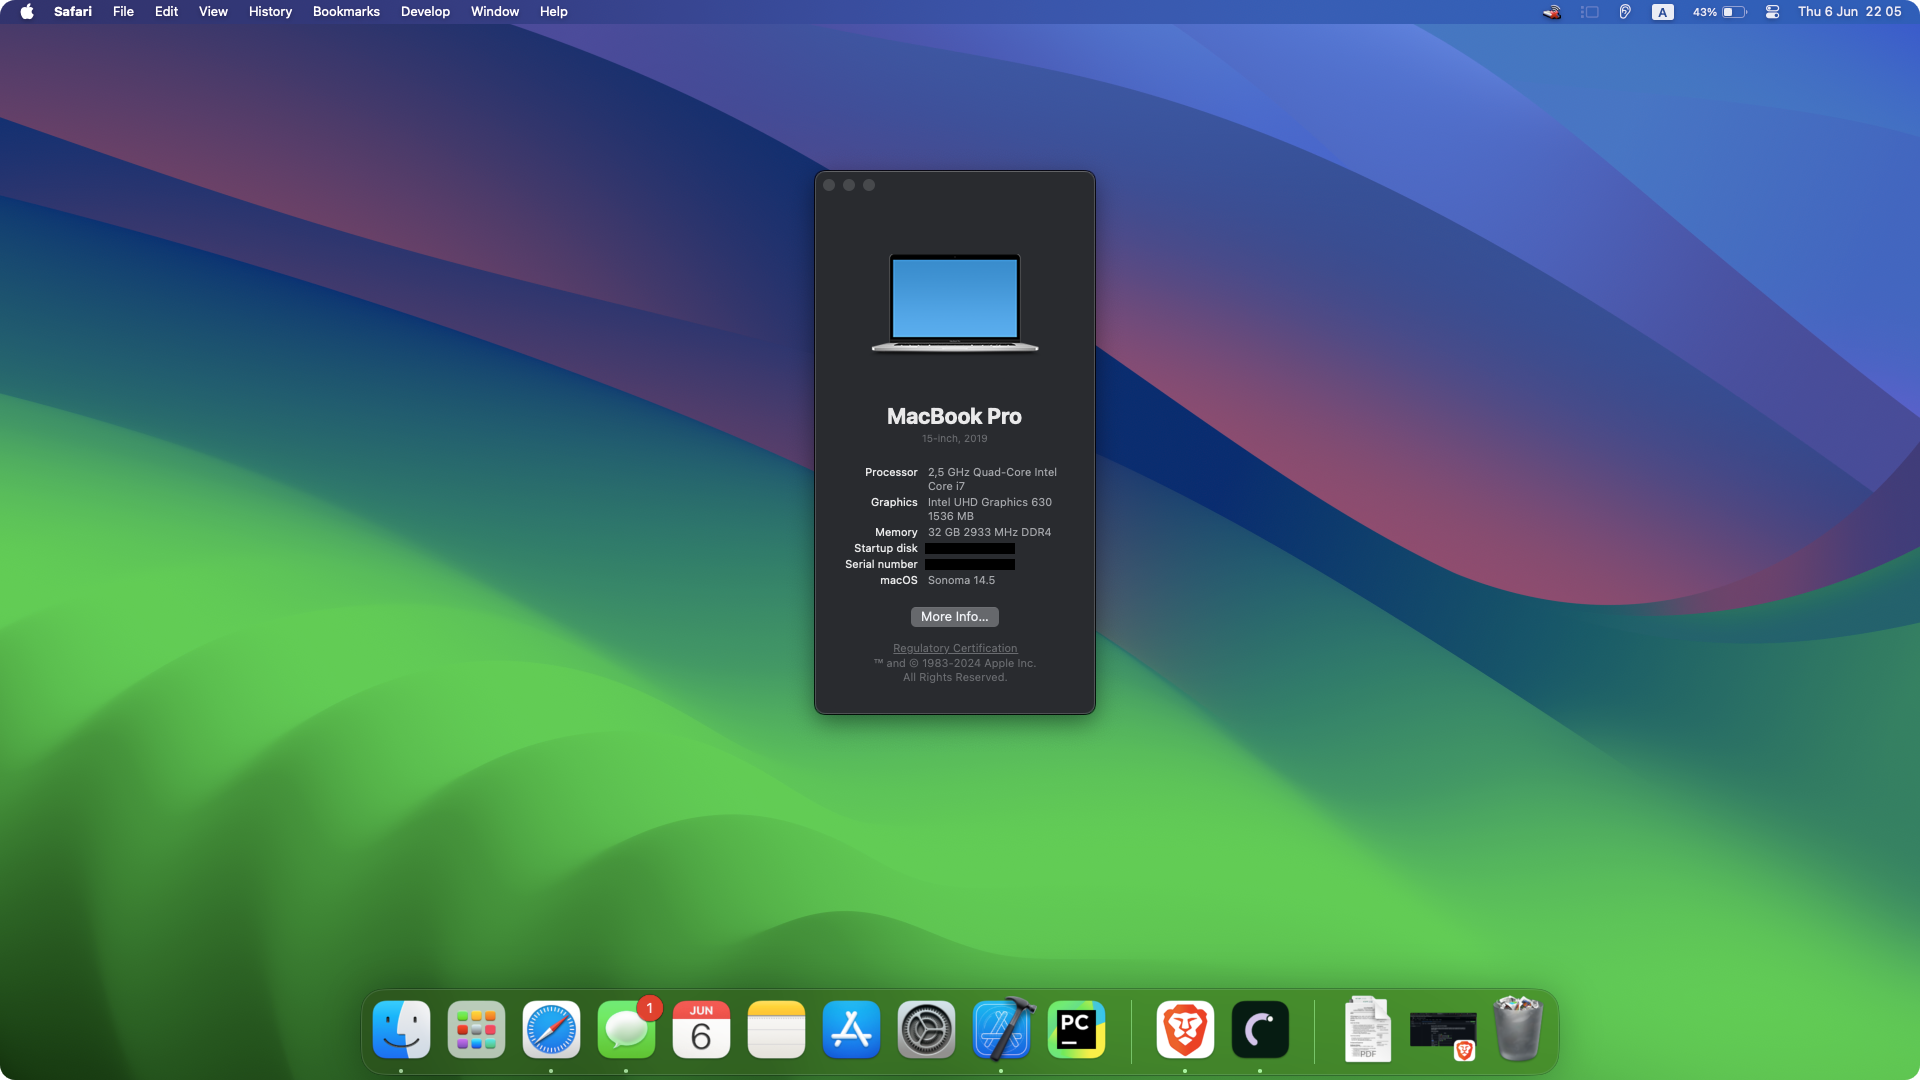 Safari File Edit View History Bookmarks Develop Window Help
A 43% Thu 6 Jun 22 05
MacBook Pro
15-inch, 2019
Processor 2,5 GHz Quad-Core Intel
Core i7
Graphics Intel UHD Graphics 630
1536 MB
Memory 32 GB 2933 MHz DDR4
Startup disk
Serial number
macOS Sonoma 14.5
More Info...
Regulatory Certification
™ and © 1983-2024 Apple Inc.
All Rights Reserved.
1
JUN
6
PC
PDF